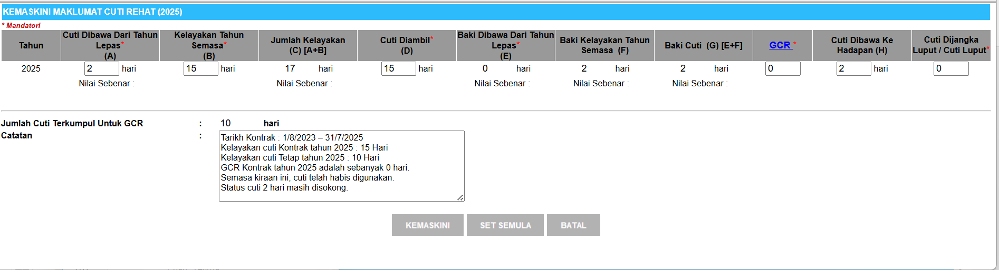 KEMASKINI MAKLUMAT CUTI REHAT (2025)
* Mandatori
Tahun
Cuti Dibawa Dari Tahun Lepas*
(A)
Kelayakan Tahun Semasa*
(B)
Jumlah Kelayakan
(C) [A+B]
Cuti Diambil*
(D)
Baki Dibawa Dari Tahun Lepas*
(E)
Baki Kelayakan Tahun Semasa (F)
Baki Cuti (G) [E+F]
GCR *
Cuti Dibawa Ke Hadapan (H)
Cuti Dijangka Luput / Cuti Luput*
2025 2 hari 15 hari 17 hari 15 hari 0 hari 2 hari 2 hari 0 2 hari 0
Nilai Sebenar : Nilai Sebenar : Nilai Sebenar : Nilai Sebenar : Nilai Sebenar :
Jumlah Cuti Terkumpul Untuk GCR : 10 hari
Catatan :
Tarikh Kontrak : 1/8/2023 – 31/7/2025
Kelayakan cuti Kontrak tahun 2025 : 15 Hari
Kelayakan cuti Tetap tahun 2025 : 10 Hari
GCR Kontrak tahun 2025 adalah sebanyak 0 hari.
Semasa kiraan ini, cuti telah habis digunakan.
Status cuti 2 hari masih disokong.
KEMASKINI SET SEMULA BATAL